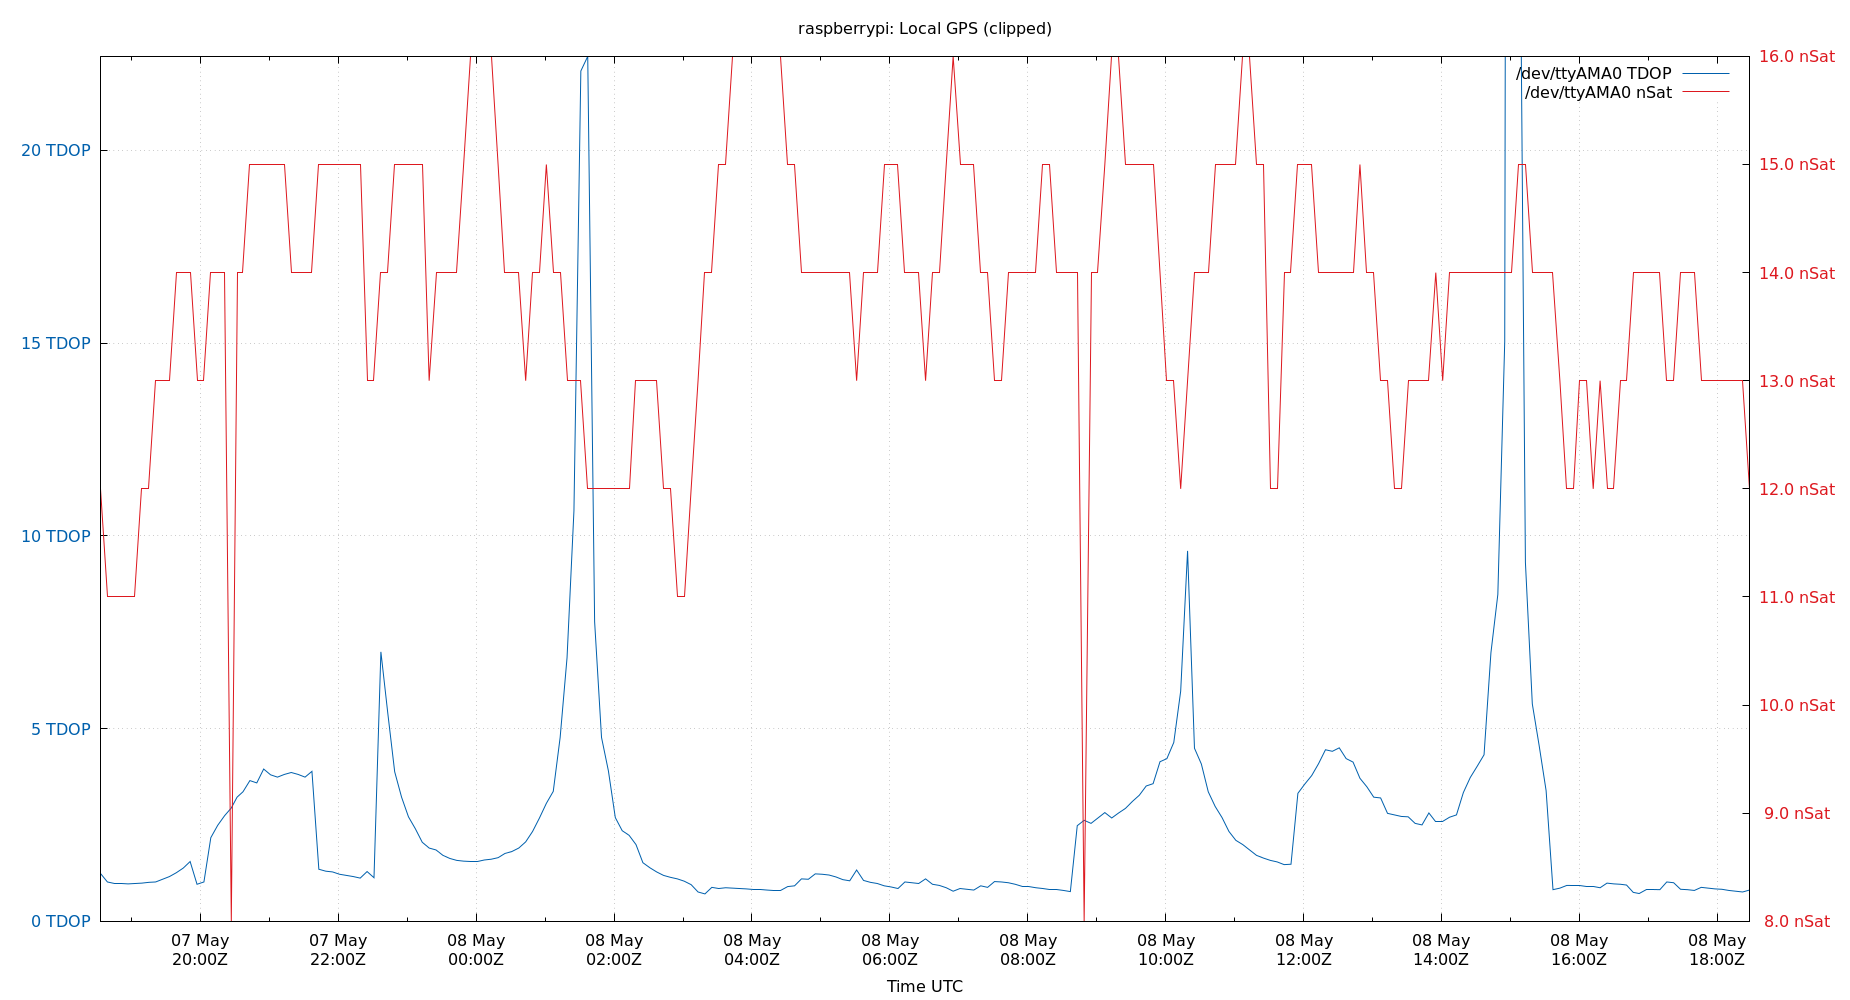 raspberrypi: Local GPS (clipped)
/dev/ttyAMA0 TDOP
/dev/ttyAMA0 nSat
20 TDOP
15 TDOP
10 TDOP
5 TDOP
0 TDOP
16.0 nSat
15.0 nSat
14.0 nSat
13.0 nSat
12.0 nSat
11.0 nSat
10.0 nSat
9.0 nSat
8.0 nSat
07 May 07 May 08 May 08 May 08 May 08 May 08 May 08 May 08 May 08 May 08 May 08 May
20:00Z 22:00Z 00:00Z 02:00Z 04:00Z 06:00Z 08:00Z 10:00Z 12:00Z 14:00Z 16:00Z 18:00Z
Time UTC